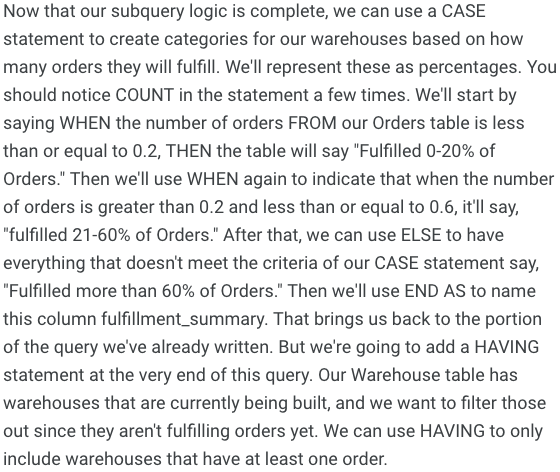 Now that our subquery logic is complete, we can use a CASE
statement to create categories for our warehouses based on how
many orders they will fulfill. We'll represent these as percentages. You
should notice COUNT in the statement a few times. We'll start by
saying WHEN the number of orders FROM our Orders table is less
than or equal to 0.2, THEN the table will say "Fulfilled 0-20% of
Orders." Then we'll use WHEN again to indicate that when the number
of orders is greater than 0.2 and less than or equal to 0.6, it'll say,
"fulfilled 21-60% of Orders." After that, we can use ELSE to have
everything that doesn't meet the criteria of our CASE statement say,
"Fulfilled more than 60% of Orders." Then we'll use END AS to name
this column fulfillment_summary. That brings us back to the portion
of the query we've already written. But we're going to add a HAVING
statement at the very end of this query. Our Warehouse table has
warehouses that are currently being built, and we want to filter those
out since they aren't fulfilling orders yet. We can use HAVING to only
include warehouses that have at least one order.